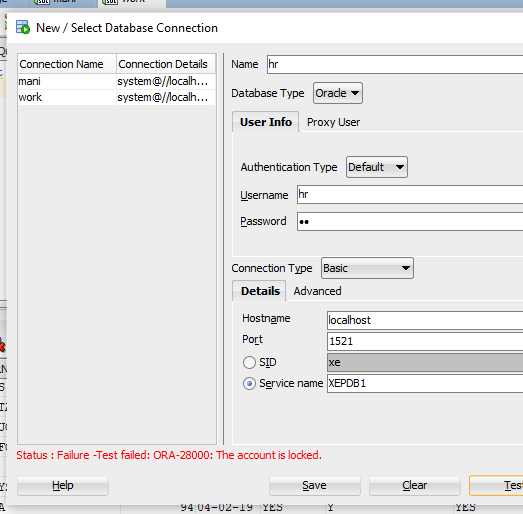 work
New / Select Database Connection
Connection Name Connection Details
mani system@//localh...
work system@//localh...
Name hr
Database Type Oracle
User Info Proxy User
Authentication Type Default
Username hr
Password ••
Connection Type Basic
Details Advanced
Hostname localhost
Port 1521
SID xe
Service name XEPDB1
Status : Failure -Test failed: ORA-28000: The account is locked.
Help Save Clear Test
94 04-02-19 YES Y YES